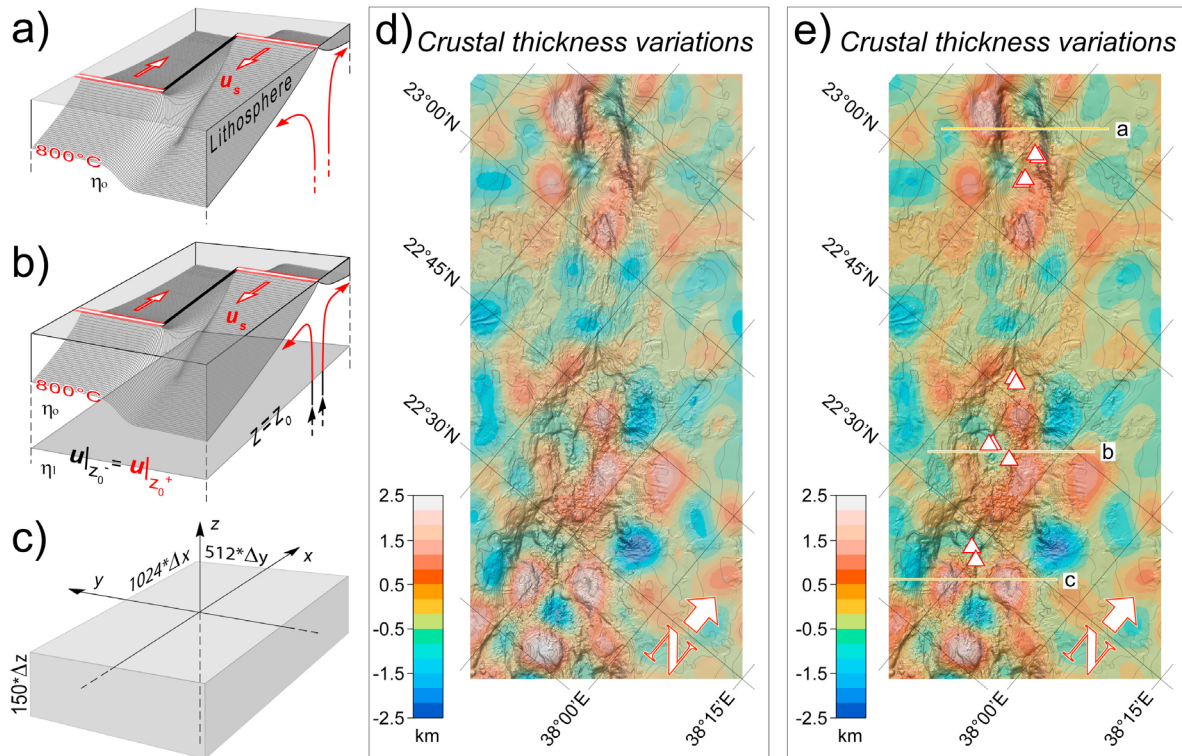 a)
u_s
Lithosphere
800°C
η₀
b)
u_s
800°C
η₀
z=z₀
η₁
u|z₀⁻ = u|z₀⁺
c)
z
1024*Δx
512*Δy
x
y
150*Δz
d)
Crustal thickness variations
23°00'N
22°45'N
22°30'N
2.5
1.5
0.5
-0.5
-1.5
-2.5
km
N
38°00'E
38°15'E
e)
Crustal thickness variations
23°00'N
a
22°45'N
22°30'N
b
2.5
1.5
0.5
-0.5
-1.5
-2.5
km
c
N
38°00'E
38°15'E